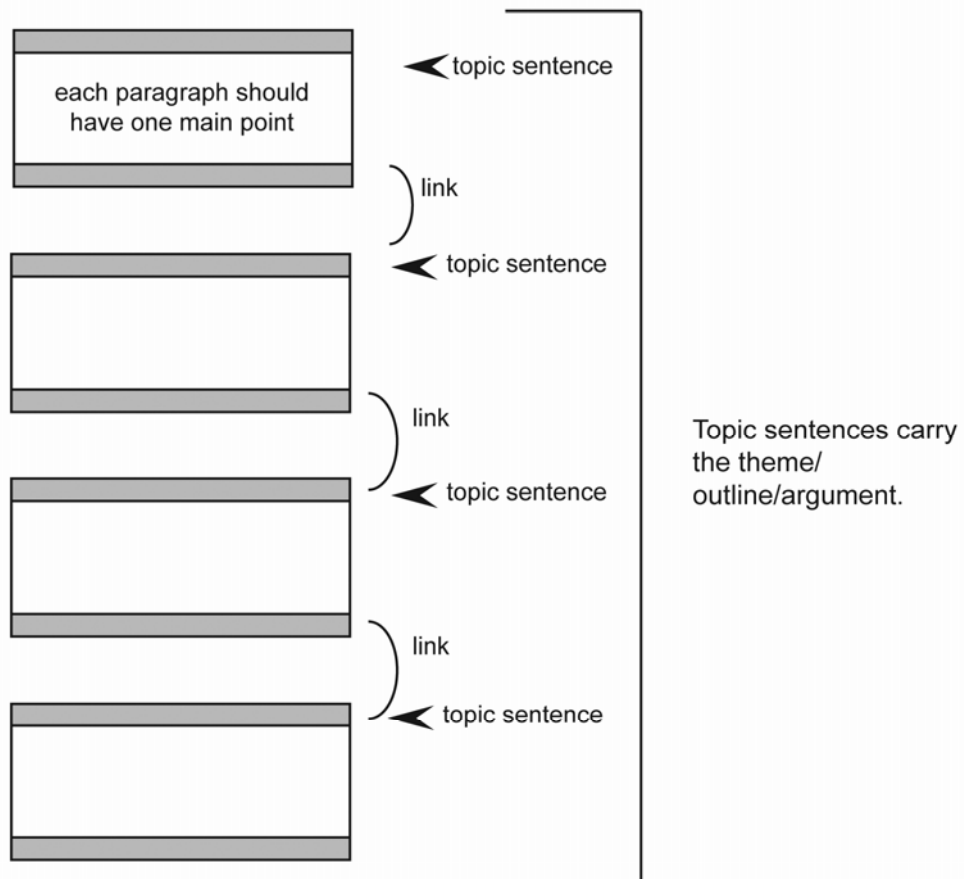 topic sentence
each paragraph should
have one main point
link
topic sentence
link
topic sentence
link
topic sentence
Topic sentences carry
the theme/
outline/argument.